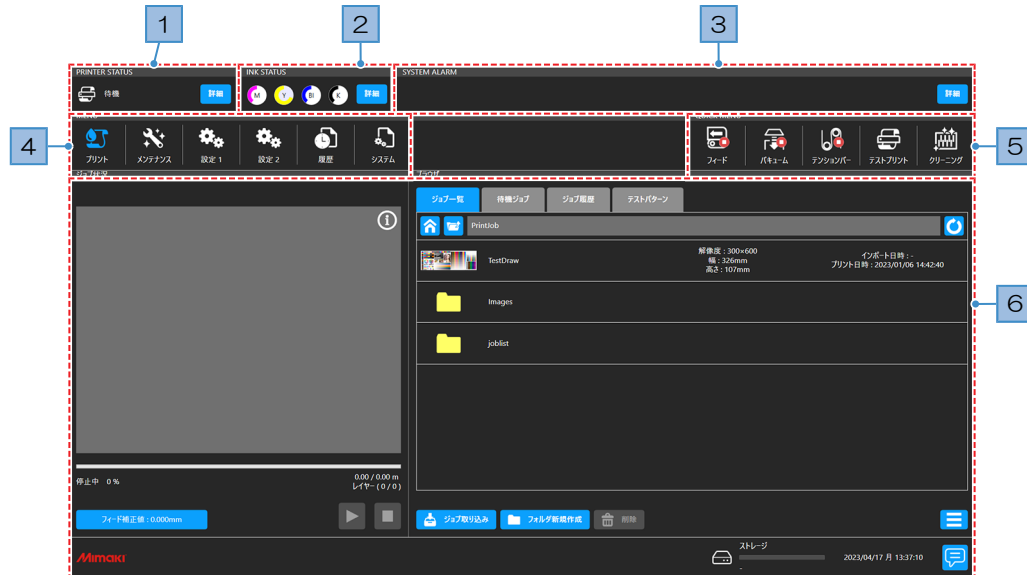 1
2
3
PRINTER STATUS
INK STATUS
SYSTEM ALARM
待機
詳細
M
Y
Bl
K
詳細
詳細
4
プリント
メンテナンス
設定 1
設定 2
履歴
システム
フィード
バキューム
テンションバー
テストプリント
クリーニング
5
ジョブ状況
ブラウザ
ジョブ一覧
待機ジョブ
ジョブ履歴
テストパターン
PrintJob
TestDraw
解像度 : 300×600
幅 : 326mm
高さ : 107mm
インポート日時 : -
プリント日時 : 2023/01/06 14:42:40
Images
6
joblist
停止中 0 %
0.00 / 0.00 m
レイヤー ( 0 / 0 )
フィード補正値 : 0.000mm
ジョブ取り込み
フォルダ新規作成
削除
Mimaki
ストレージ
-
2023/04/17 月 13:37:10